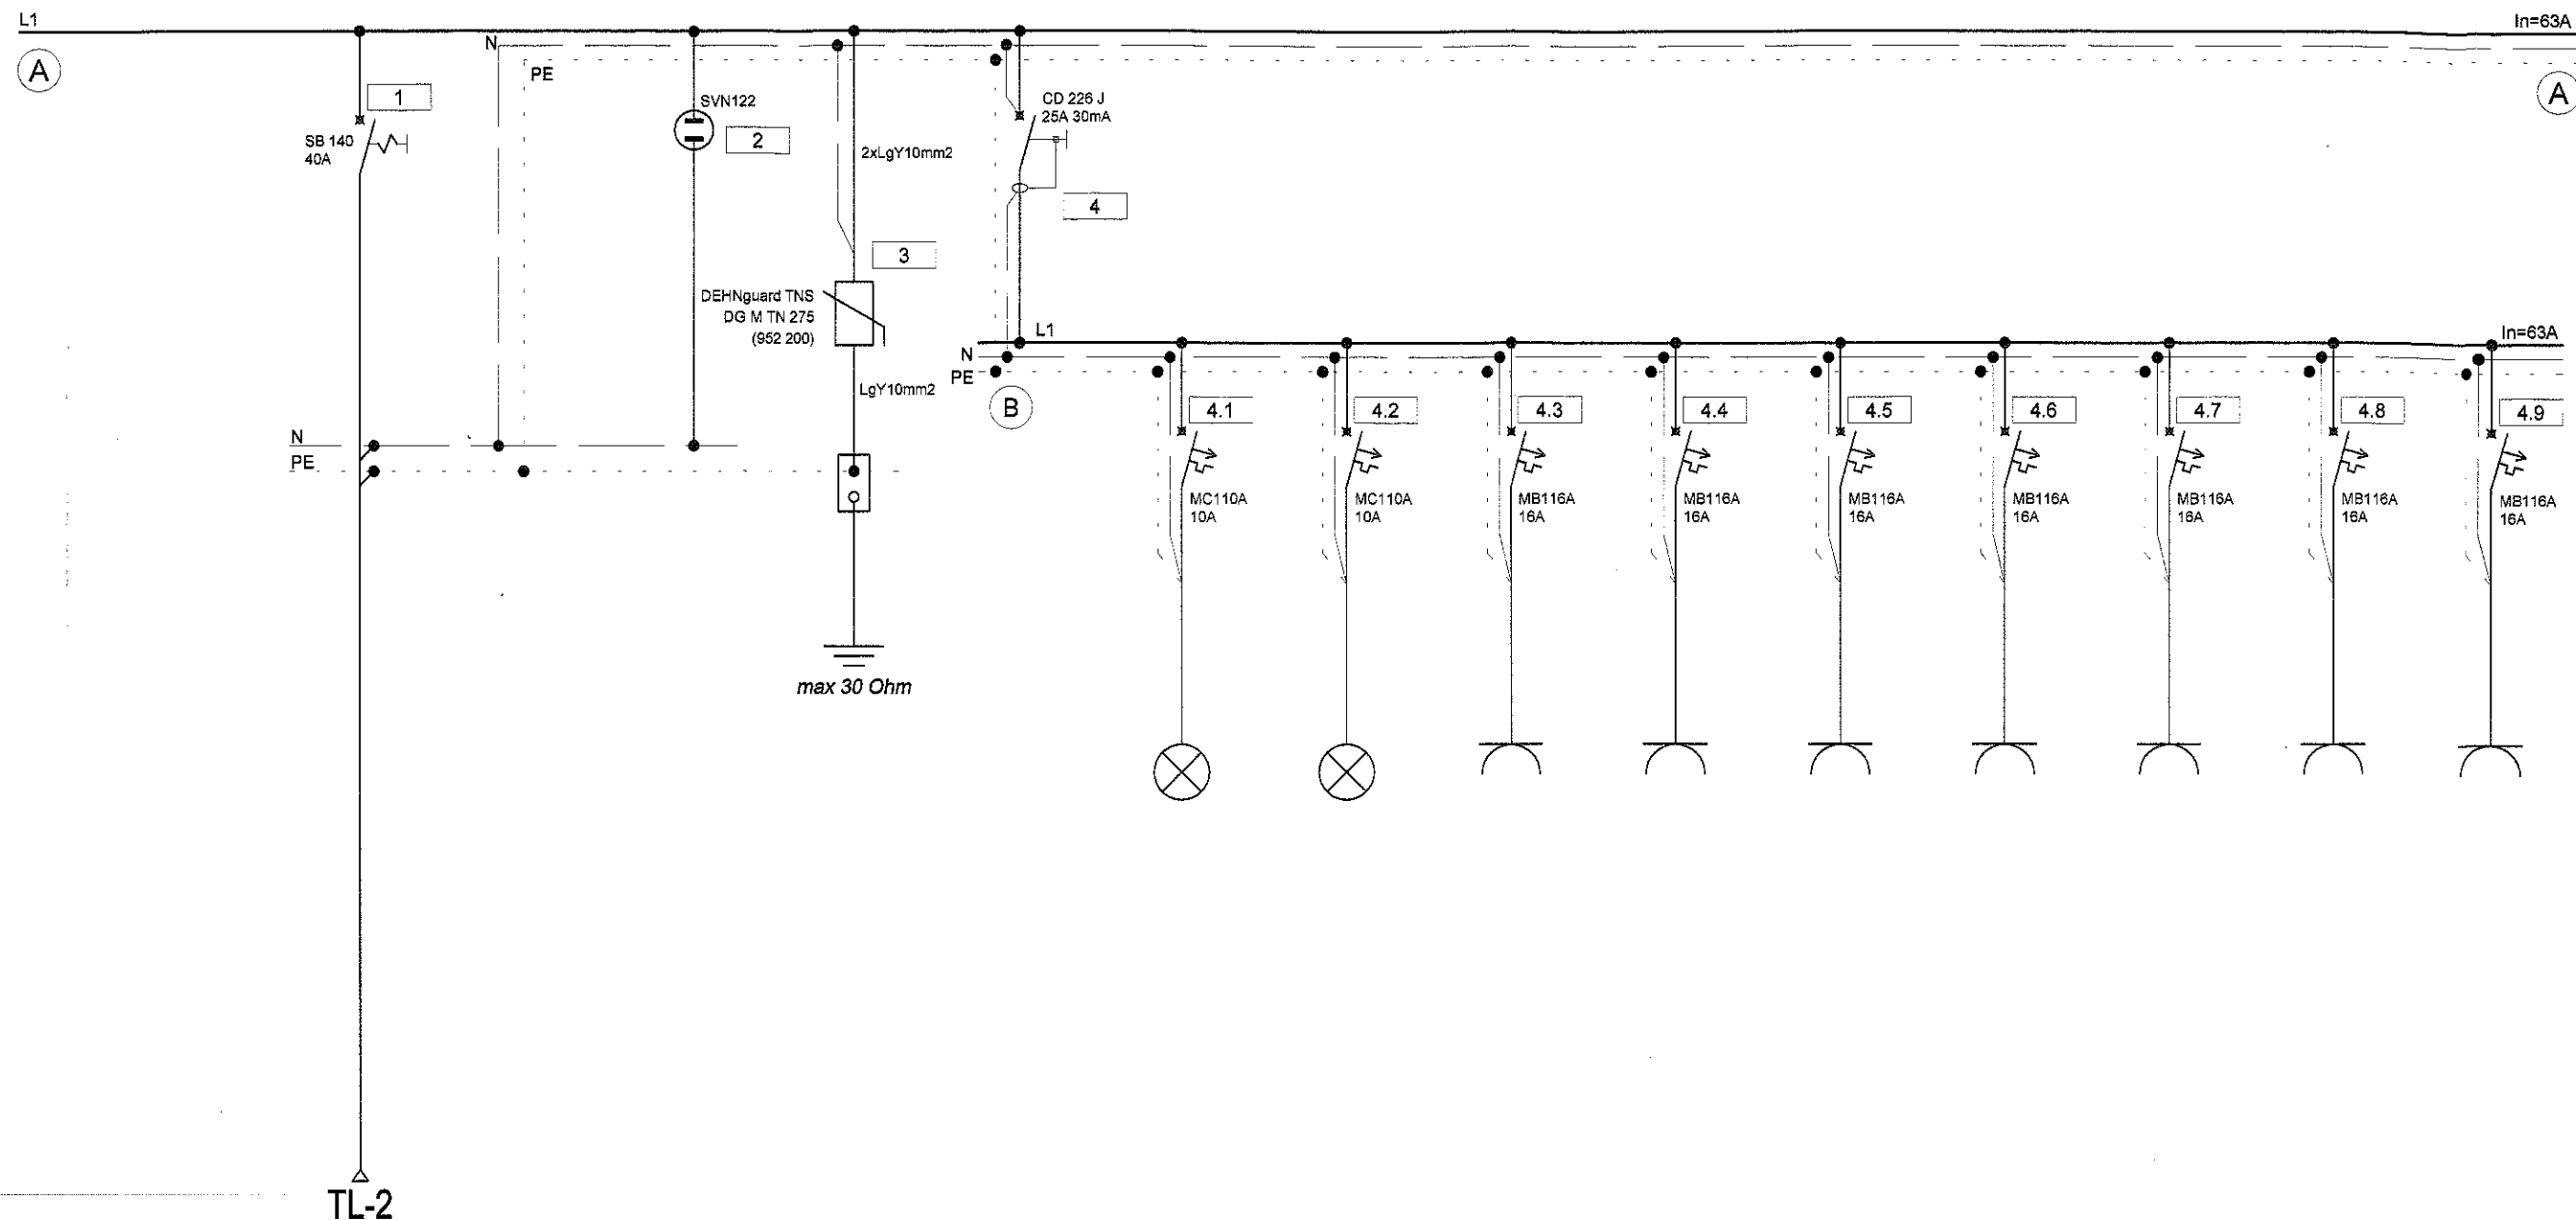 L1
In=63A
A
N
PE
A
1
SB 140
40A
SVN122
2
2xLgY10mm2
CD 226 J
25A 30mA
4
3
DEHNguard TNS
DG M TN 275
(952 200)
LgY10mm2
L1
In=63A
N
PE
B
4.1
4.2
4.3
4.4
4.5
4.6
4.7
4.8
4.9
N
PE
MC110A
10A
MC110A
10A
MB116A
16A
MB116A
16A
MB116A
16A
MB116A
16A
MB116A
16A
MB116A
16A
MB116A
16A
max 30 Ohm
TL-2